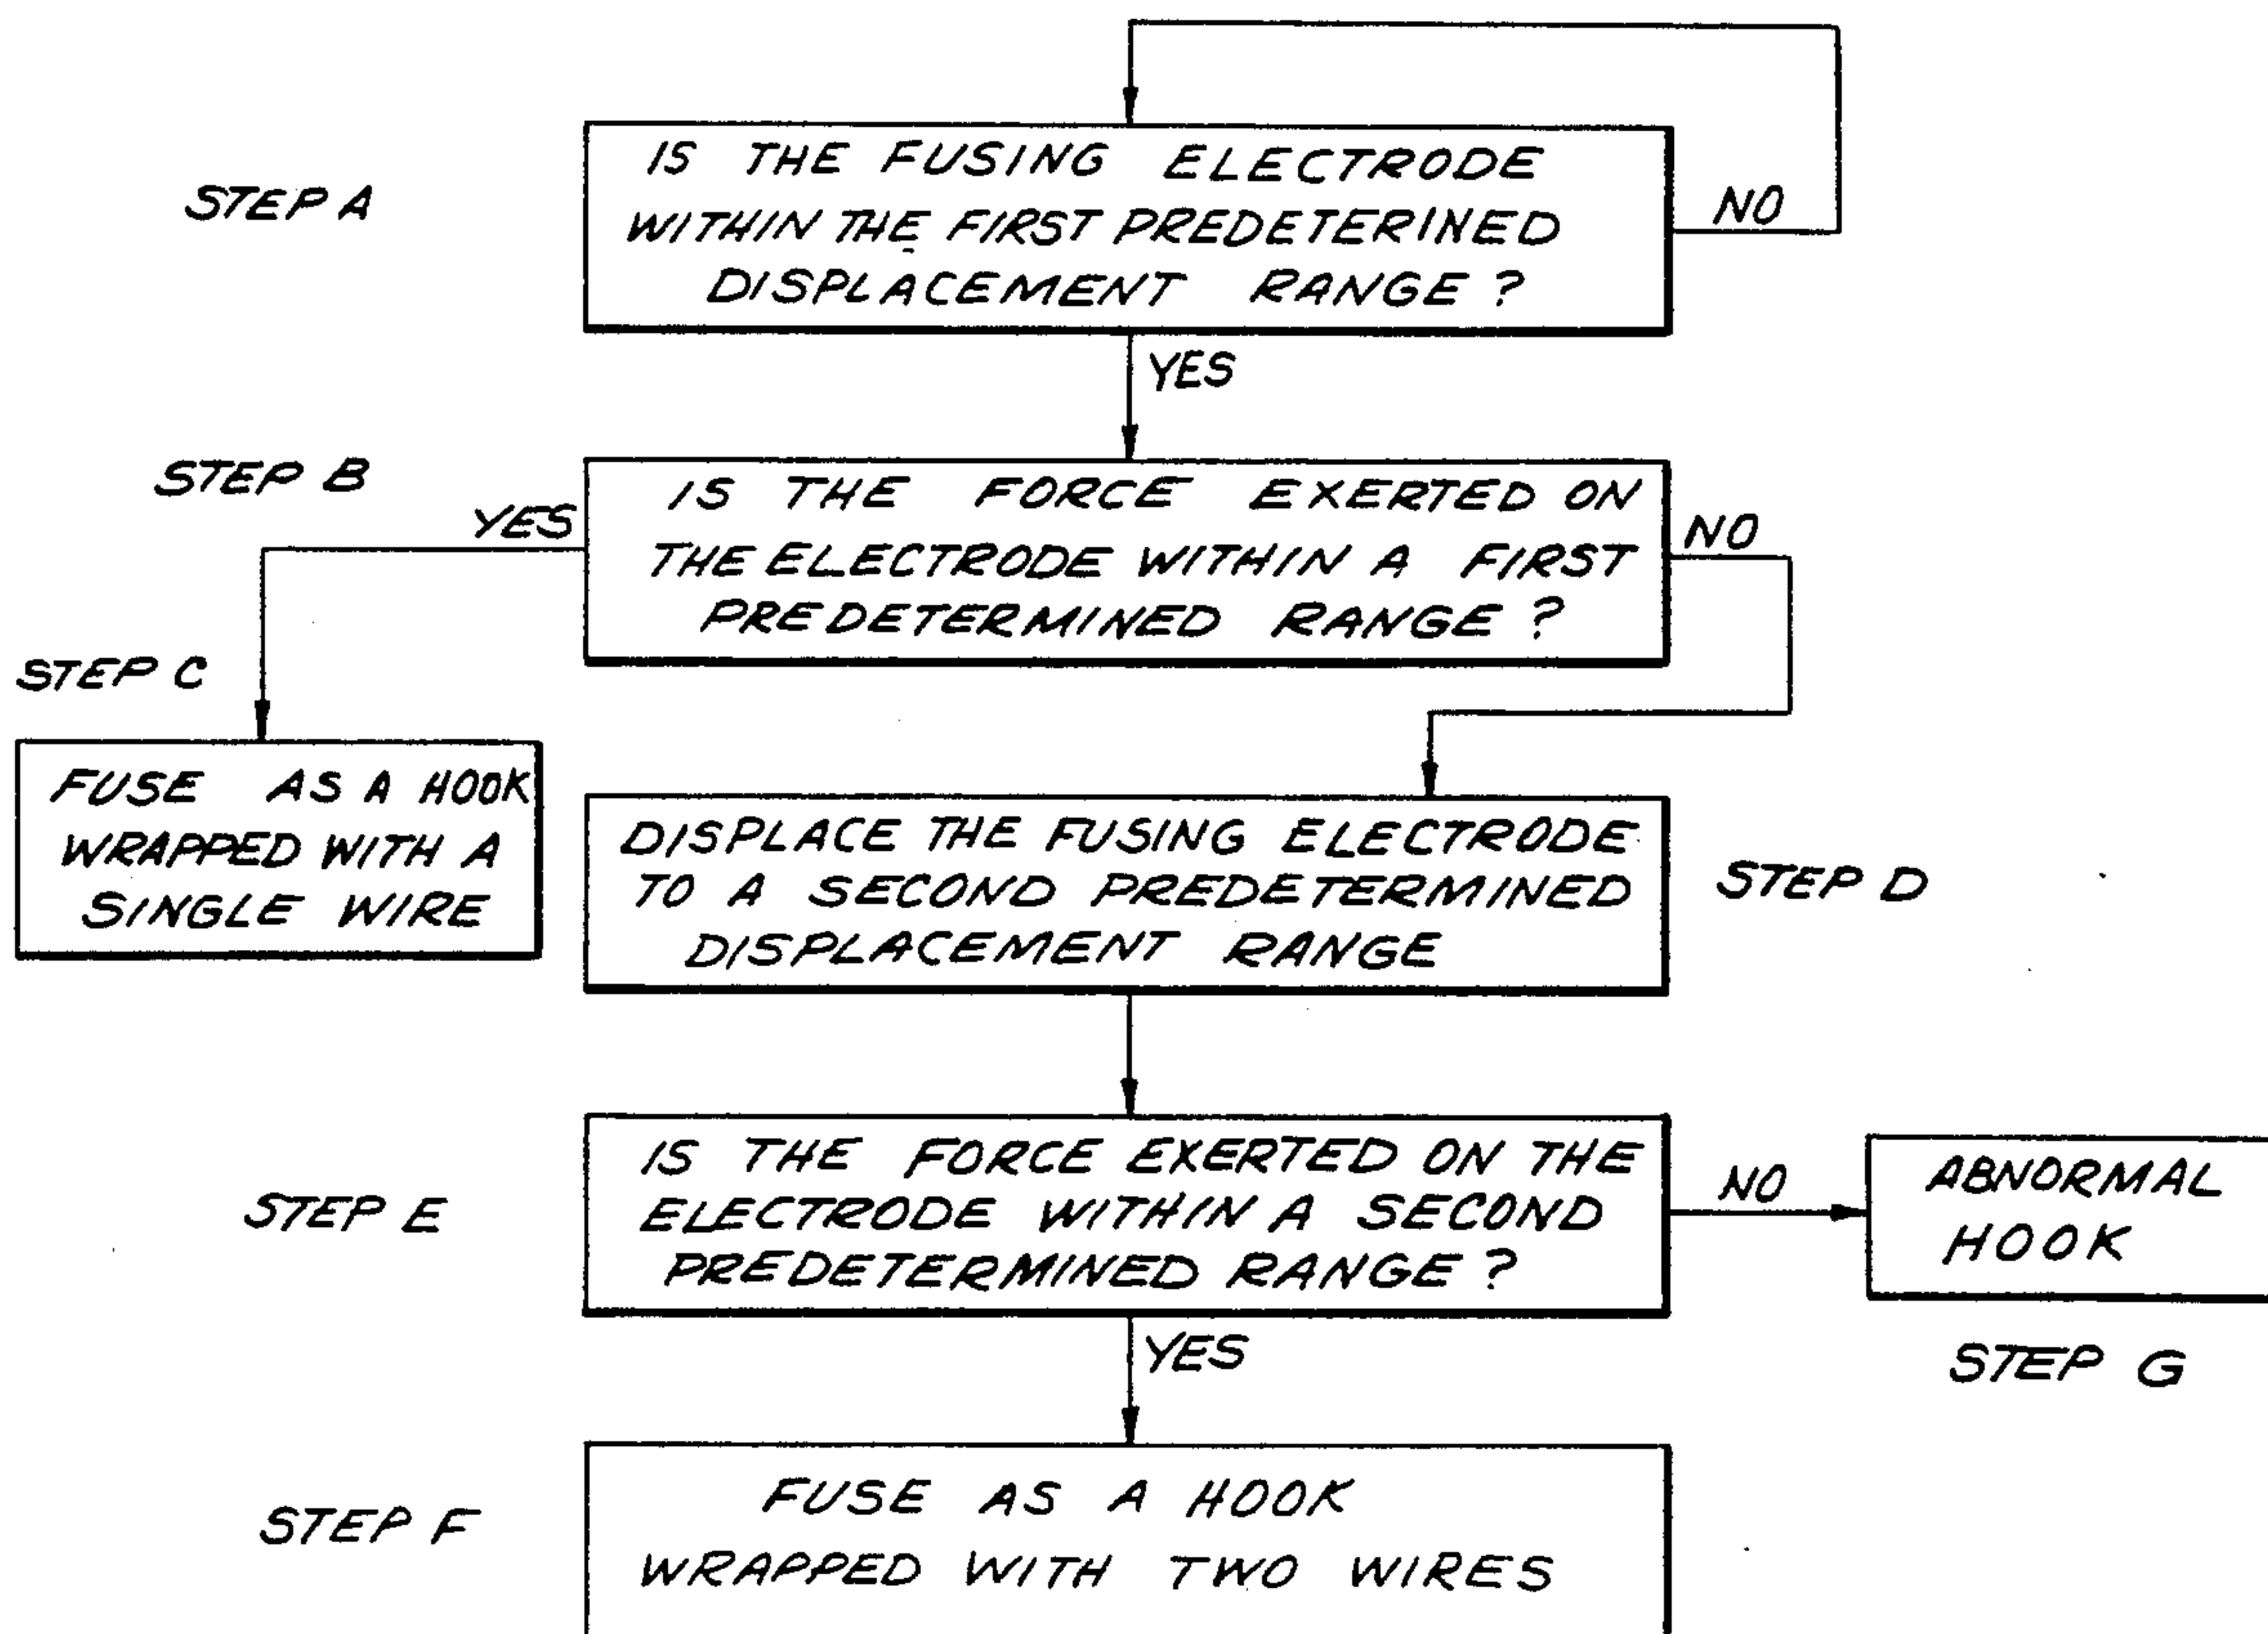 STEP A
IS THE FUSING ELECTRODE
WITHIN THE FIRST PREDETERINED
DISPLACEMENT RANGE?
NO
YES
STEP B
YES
IS THE FORCE EXERTED ON
THE ELECTRODE WITHIN A FIRST
PREDETERMINED RANGE?
NO
STEP C
FUSE AS A HOOK
WRAPPED WITH A
SINGLE WIRE
DISPLACE THE FUSING ELECTRODE
TO A SECOND PREDETERMINED
DISPLACEMENT RANGE
STEP D
STEP E
IS THE FORCE EXERTED ON THE
ELECTRODE WITHIN A SECOND
PREDETERMINED RANGE?
NO
ABNORMAL
HOOK
STEP G
YES
STEP F
FUSE AS A HOOK
WRAPPED WITH TWO WIRES